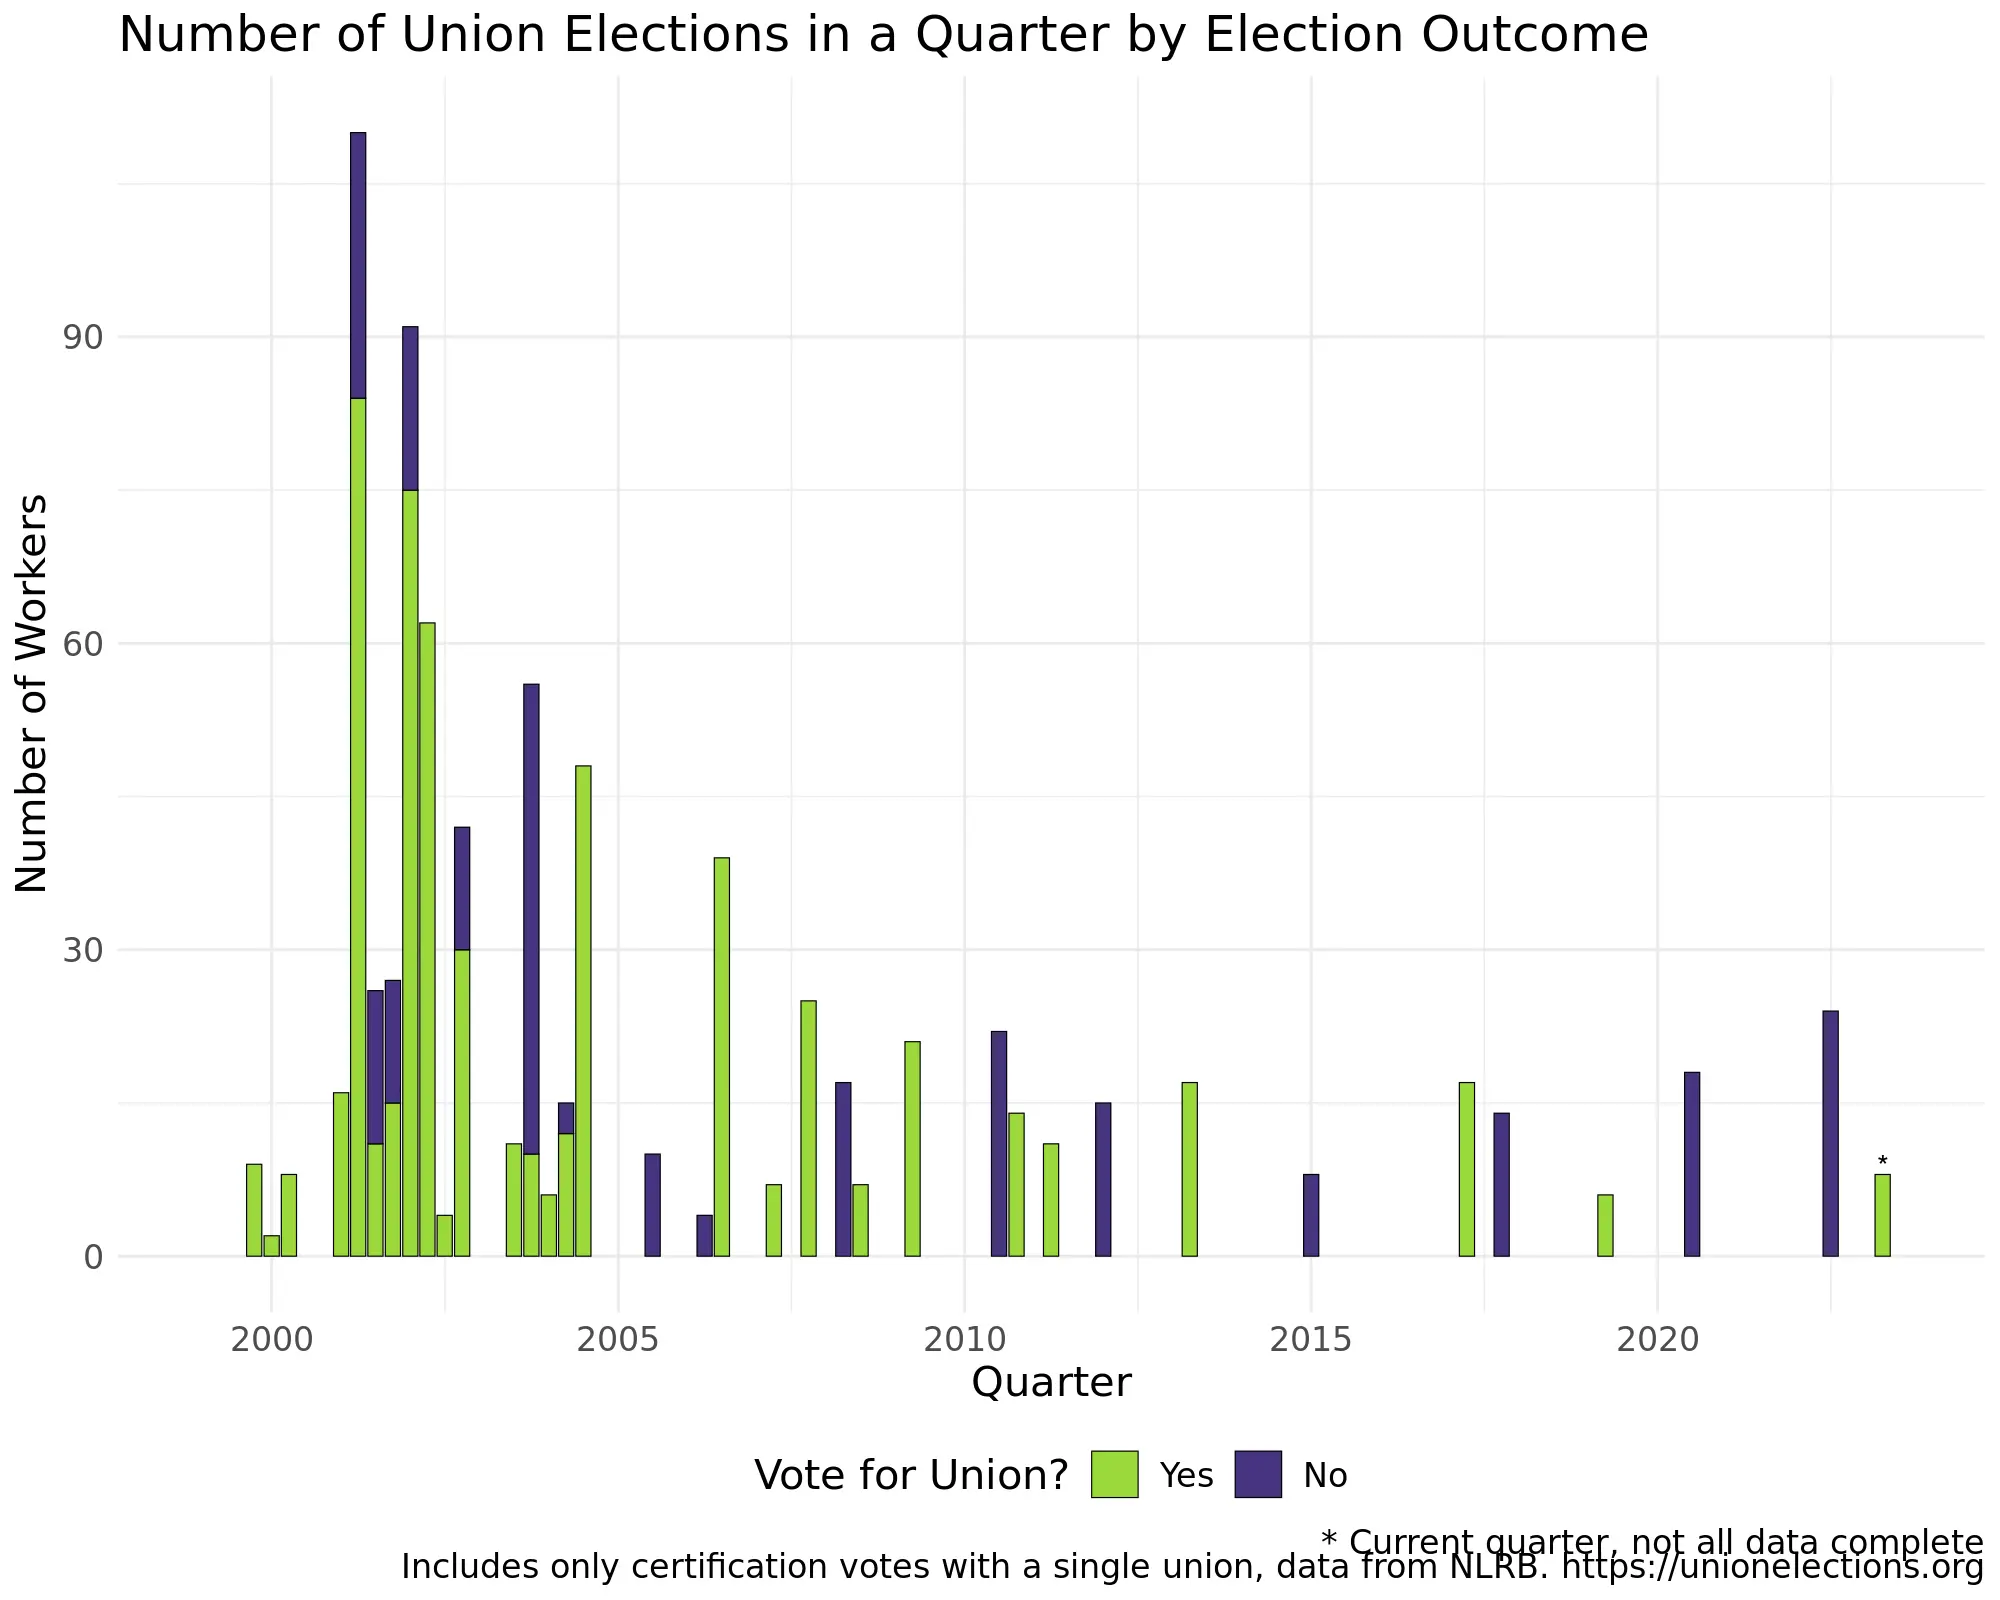 Number of Union Elections in a Quarter by Election Outcome
Number of Workers
90
60
30
0
*
2000 2005 2010 2015 2020
Quarter
Vote for Union? Yes No
* Current quarter, not all data complete
Includes only certification votes with a single union, data from NLRB. https://unionelections.org